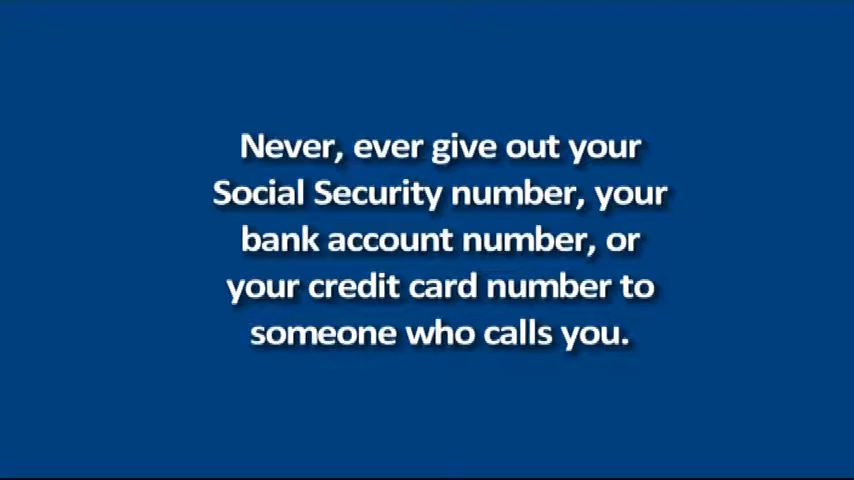 Never, ever give out your
Social Security number, your
bank account number, or
your credit card number to
someone who calls you.